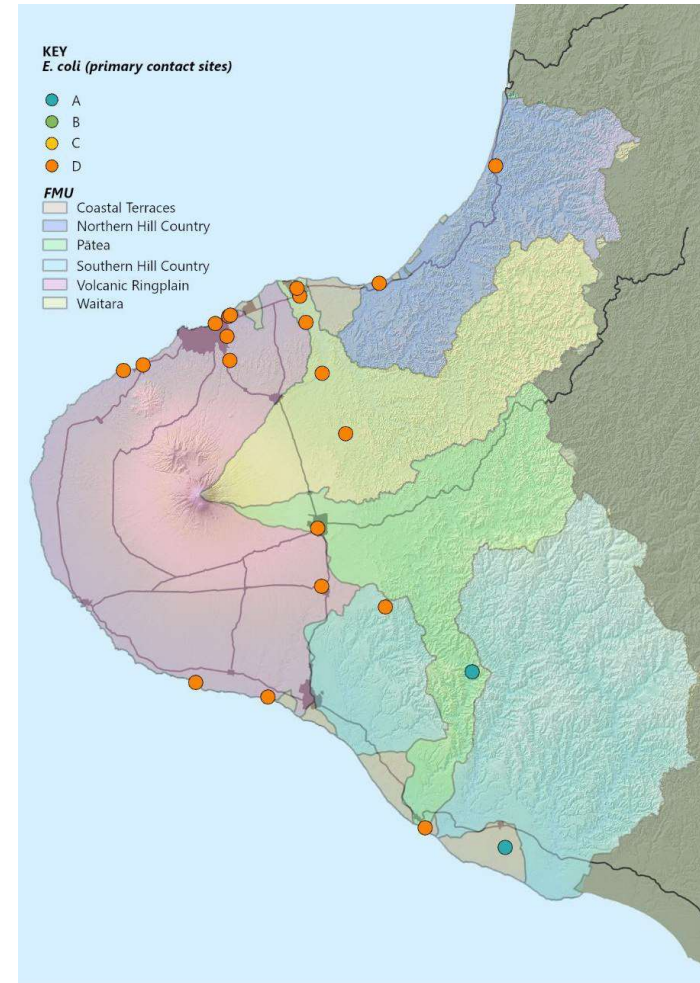 KEY
E. coli (primary contact sites)
A
B
C
D
FMU
Coastal Terraces
Northern Hill Country
Pātea
Southern Hill Country
Volcanic Ringplain
Waitara